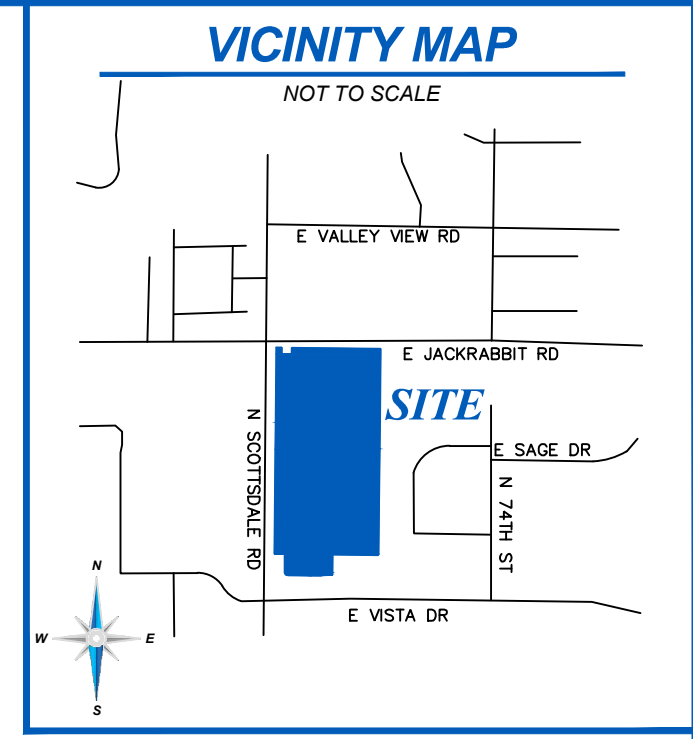 VICINITY MAP
NOT TO SCALE
E VALLEY VIEW RD
E JACKRABBIT RD
SITE
N SCOTTSDALE RD
E SAGE DR
N 74TH ST
E VISTA DR
N
W
E
S